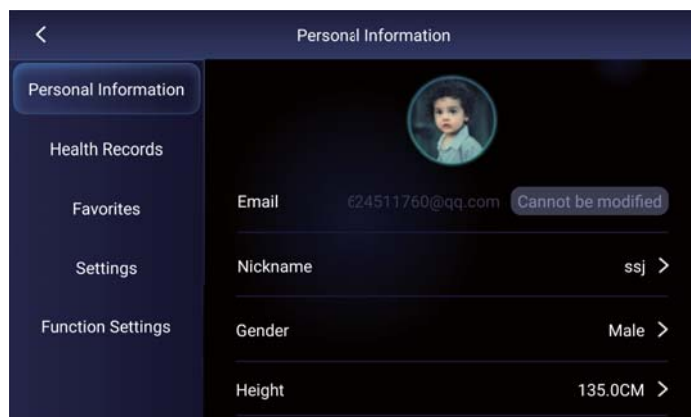 Personal Information
Personal Information
Health Records
Favorites
Settings
Function Settings
Email 624511760@qq.com Cannot be modified
Nickname ssj
Gender Male
Height 135.0CM